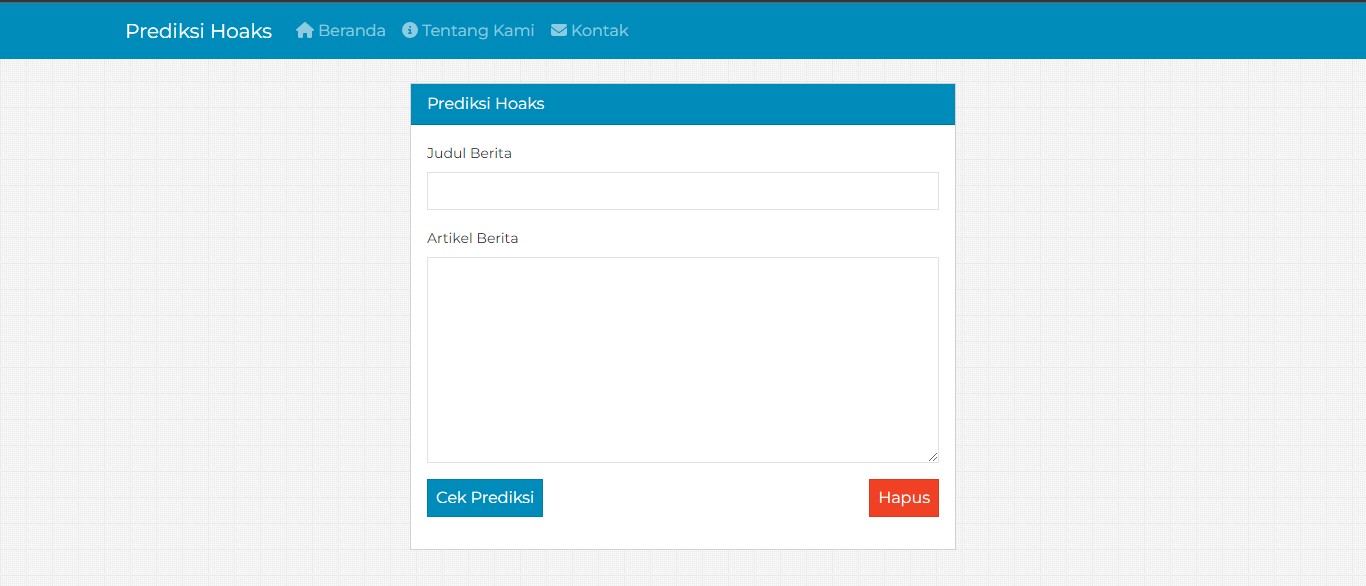 Prediksi Hoaks Beranda Tentang Kami Kontak
Prediksi Hoaks
Judul Berita
Artikel Berita
Cek Prediksi Hapus